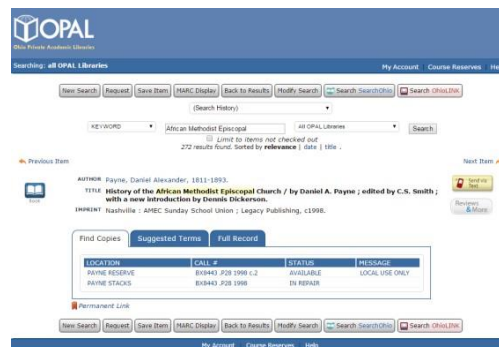 OPAL
Ohio Private Academic Libraries
Searching: all OPAL Libraries
My Account Course Reserves He
New Search Request Save Item MARC Display Back to Results Modify Search Search SearchOhio Search OhioLINK
(Search History)
KEYWORD African Methodist Episcopal All OPAL Libraries Search
Limit to items not checked out
272 results found. Sorted by relevance | date | title .
Previous Item Next Item
AUTHOR Payne, Daniel Alexander, 1811-1893.
TITLE History of the African Methodist Episcopal Church / by Daniel A. Payne ; edited by C.S. Smith ;
with a new introduction by Dennis Dickerson.
IMPRINT Nashville : AMEC Sunday School Union ; Legacy Publishing, c1998.
Send via Text
Reviews & More
Find Copies Suggested Terms Full Record
LOCATION CALL # STATUS MESSAGE
PAYNE RESERVE BX8443 .P28 1998 c.2 AVAILABLE LOCAL USE ONLY
PAYNE STACKS BX8443 .P28 1998 IN REPAIR
Permanent Link
New Search Request Save Item MARC Display Back to Results Modify Search Search SearchOhio Search OhioLINK
My Account Course Reserves Help